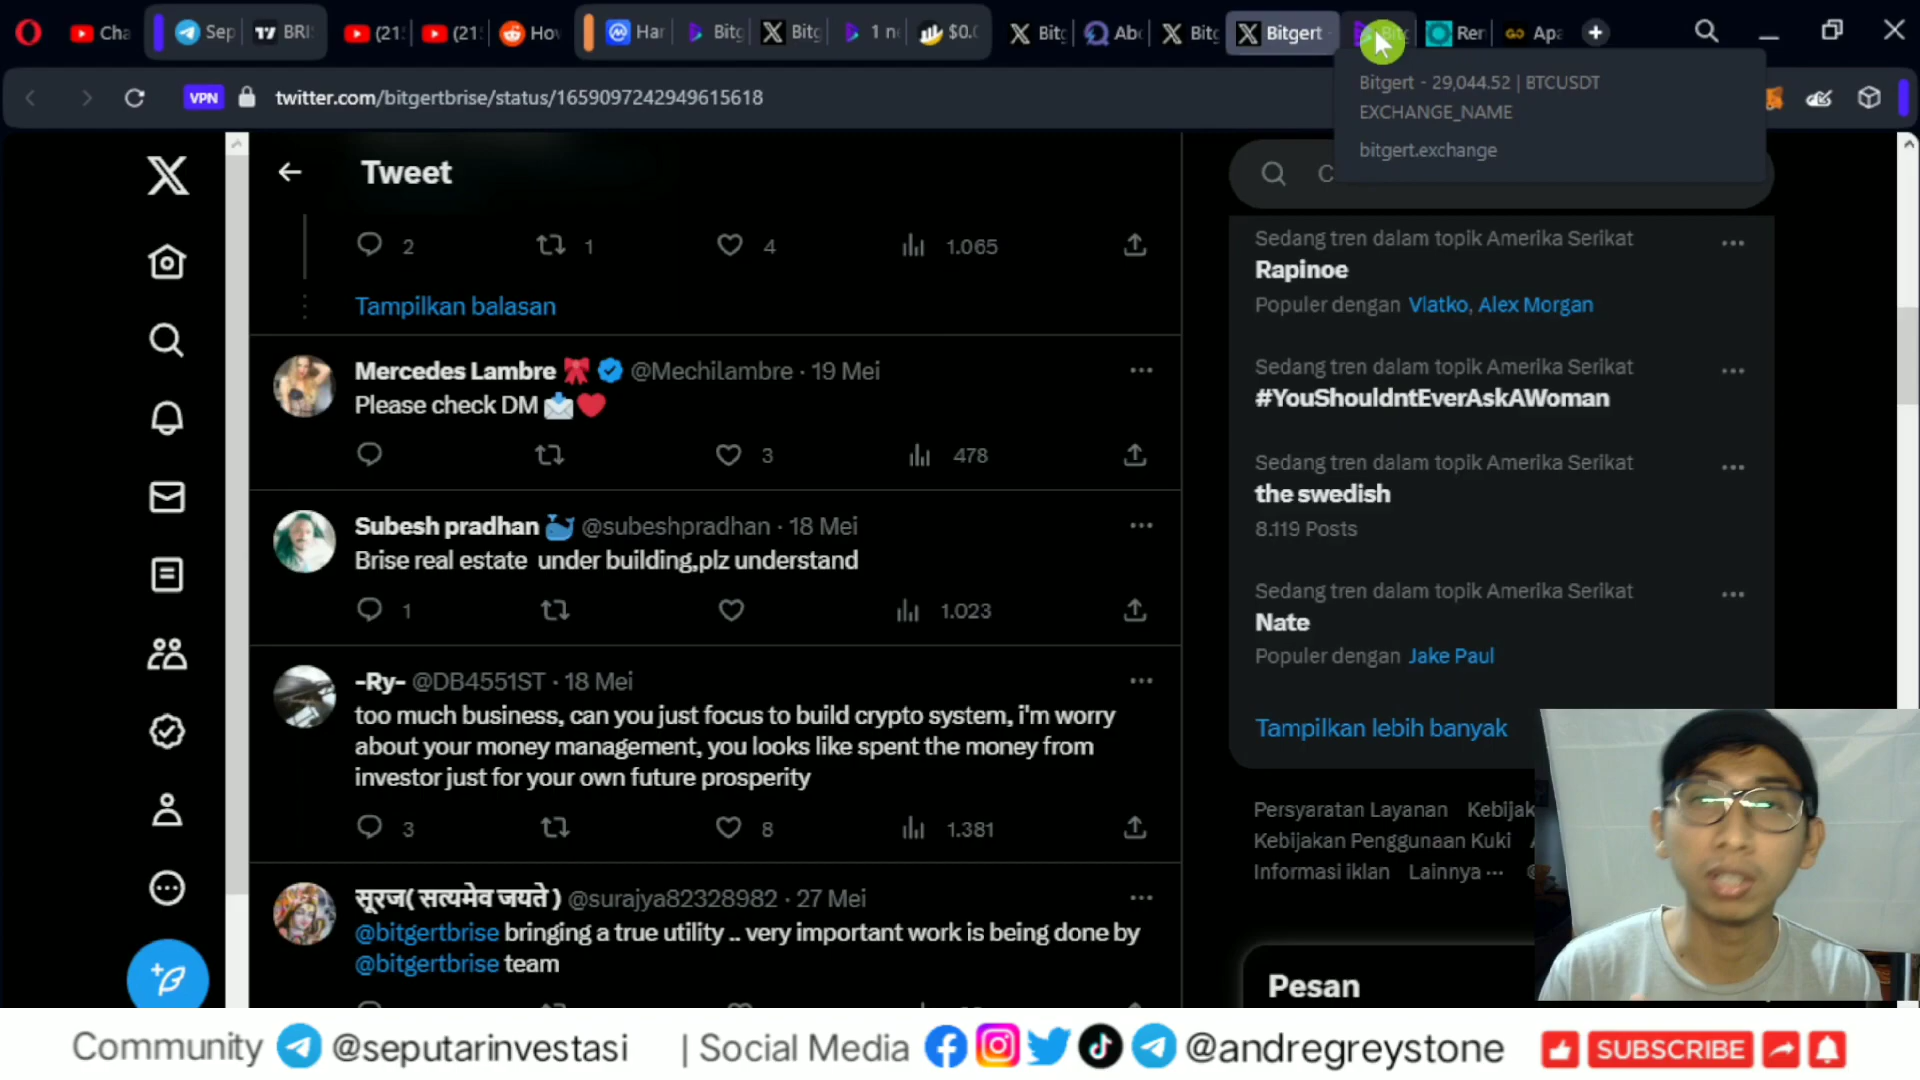 Cha
Sep
BRIS
(21
(21
Hov
Har
Bitg
Bitg
1 n
$0.0
Bitg
Abo
Bitg
Bitgert
Bitg
Rer
GO
Apa
VPN
twitter.com/bitgertbrise/status/1659097242949615618
Bitgert - 29,044.52 | BTCUSDT
EXCHANGE_NAME
bitgert.exchange
C
Tweet
2 1 4 1.065
Tampilkan balasan
Mercedes Lambre @Mechilambre · 19 Mei
Please check DM
3 478
Subesh pradhan @subeshpradhan · 18 Mei
Brise real estate under building,plz understand
1 1.023
-Ry- @DB4551ST · 18 Mei
too much business, can you just focus to build crypto system, i'm worry
about your money management, you looks like spent the money from
investor just for your own future prosperity
3 8 1.381
सूरज( सत्यमेव जयते ) @surajya82328982 · 27 Mei
@bitgertbrise bringing a true utility .. very important work is being done by
@bitgertbrise team
Sedang tren dalam topik Amerika Serikat
Rapinoe
Populer dengan Vlatko, Alex Morgan
Sedang tren dalam topik Amerika Serikat
#YouShouldntEverAskAWoman
Sedang tren dalam topik Amerika Serikat
the swedish
8.119 Posts
Sedang tren dalam topik Amerika Serikat
Nate
Populer dengan Jake Paul
Tampilkan lebih banyak
Persyaratan Layanan Kebijak
Kebijakan Penggunaan Kuki
Informasi iklan Lainnya ···
Pesan
Community @seputarinvestasi | Social Media @andregreystone SUBSCRIBE